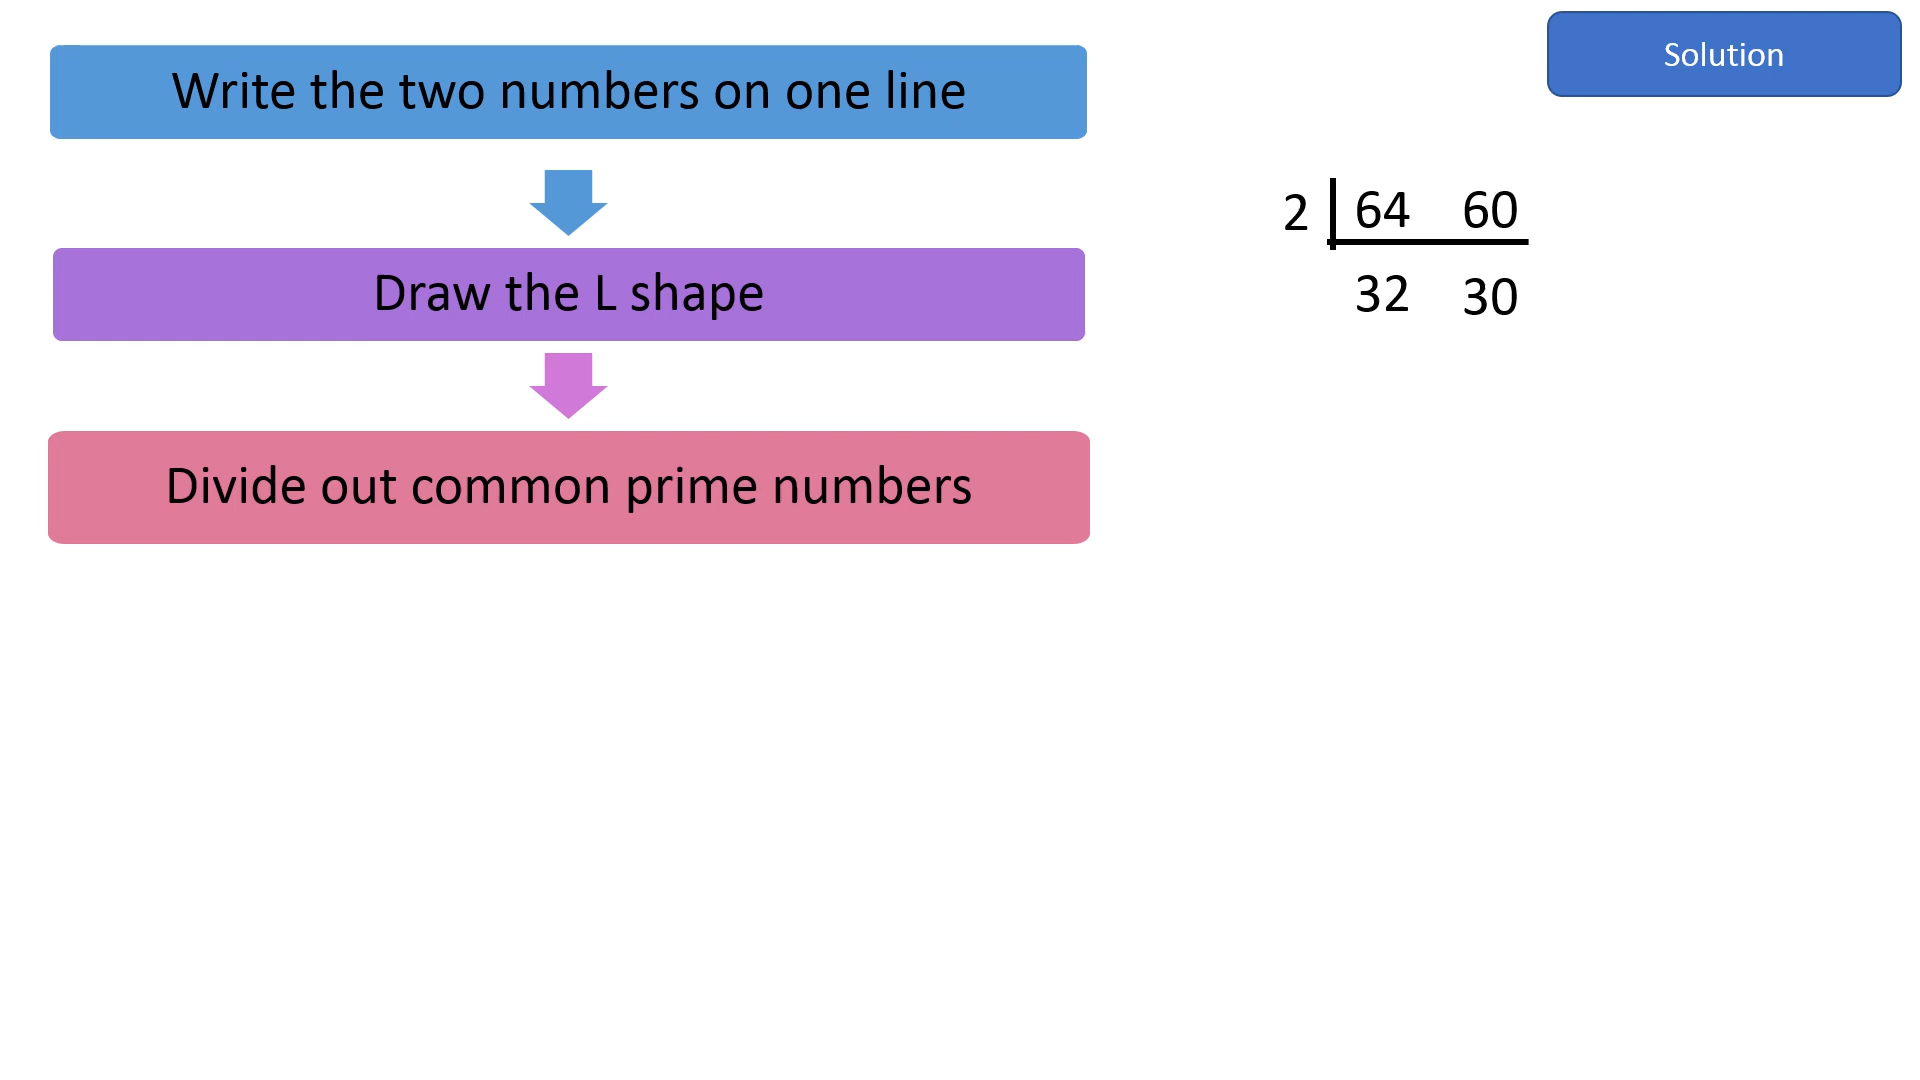 Write the two numbers on one line
Draw the L shape
Divide out common prime numbers
Solution
2 64 60
32 30